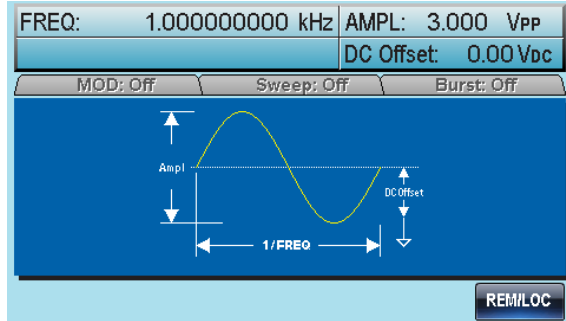 FREQ: 1.000000000 kHz AMPL: 3.000 VPP
DC Offset: 0.00 VDC
MOD: Off Sweep: Off Burst: Off
Ampl
DC Offset
1/FREQ
REM/LOC